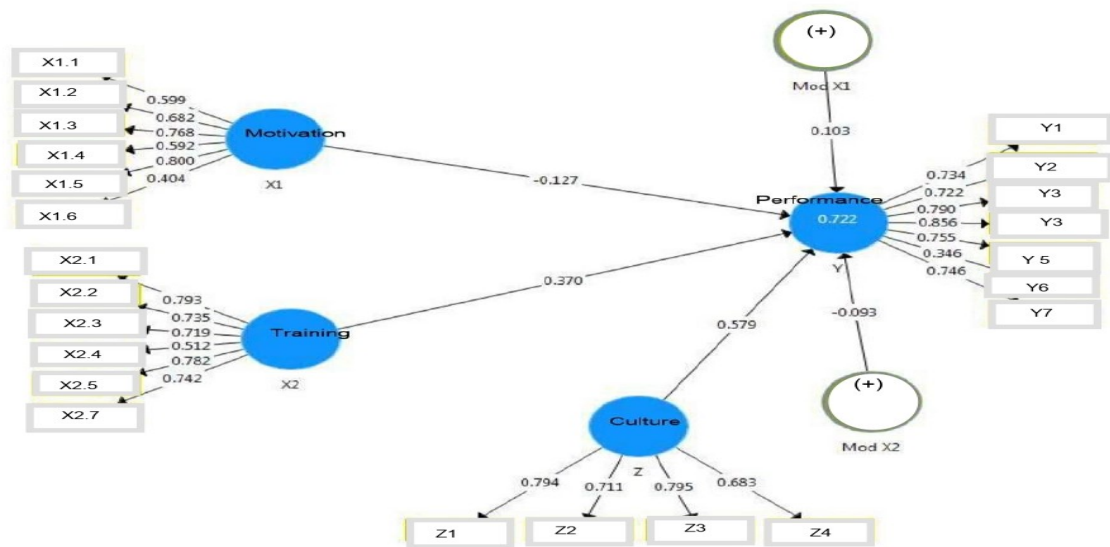 (+)
Mod X1
0.103
X1.1
X1.2
X1.3
X1.4
X1.5
X1.6
0.599
0.682
0.768
0.592
0.800
0.404
Motivation
X1
-0.127
Performance
0.722
Y
0.734
0.722
0.790
0.856
0.755
0.346
0.746
Y1
Y2
Y3
Y3
Y 5
Y6
Y7
X2.1
X2.2
X2.3
X2.4
X2.5
X2.7
0.793
0.735
0.719
0.512
0.782
0.742
Training
X2
0.370
0.579
-0.093
(+)
Mod X2
Culture
Z
0.794
0.711
0.795
0.683
Z1
Z2
Z3
Z4